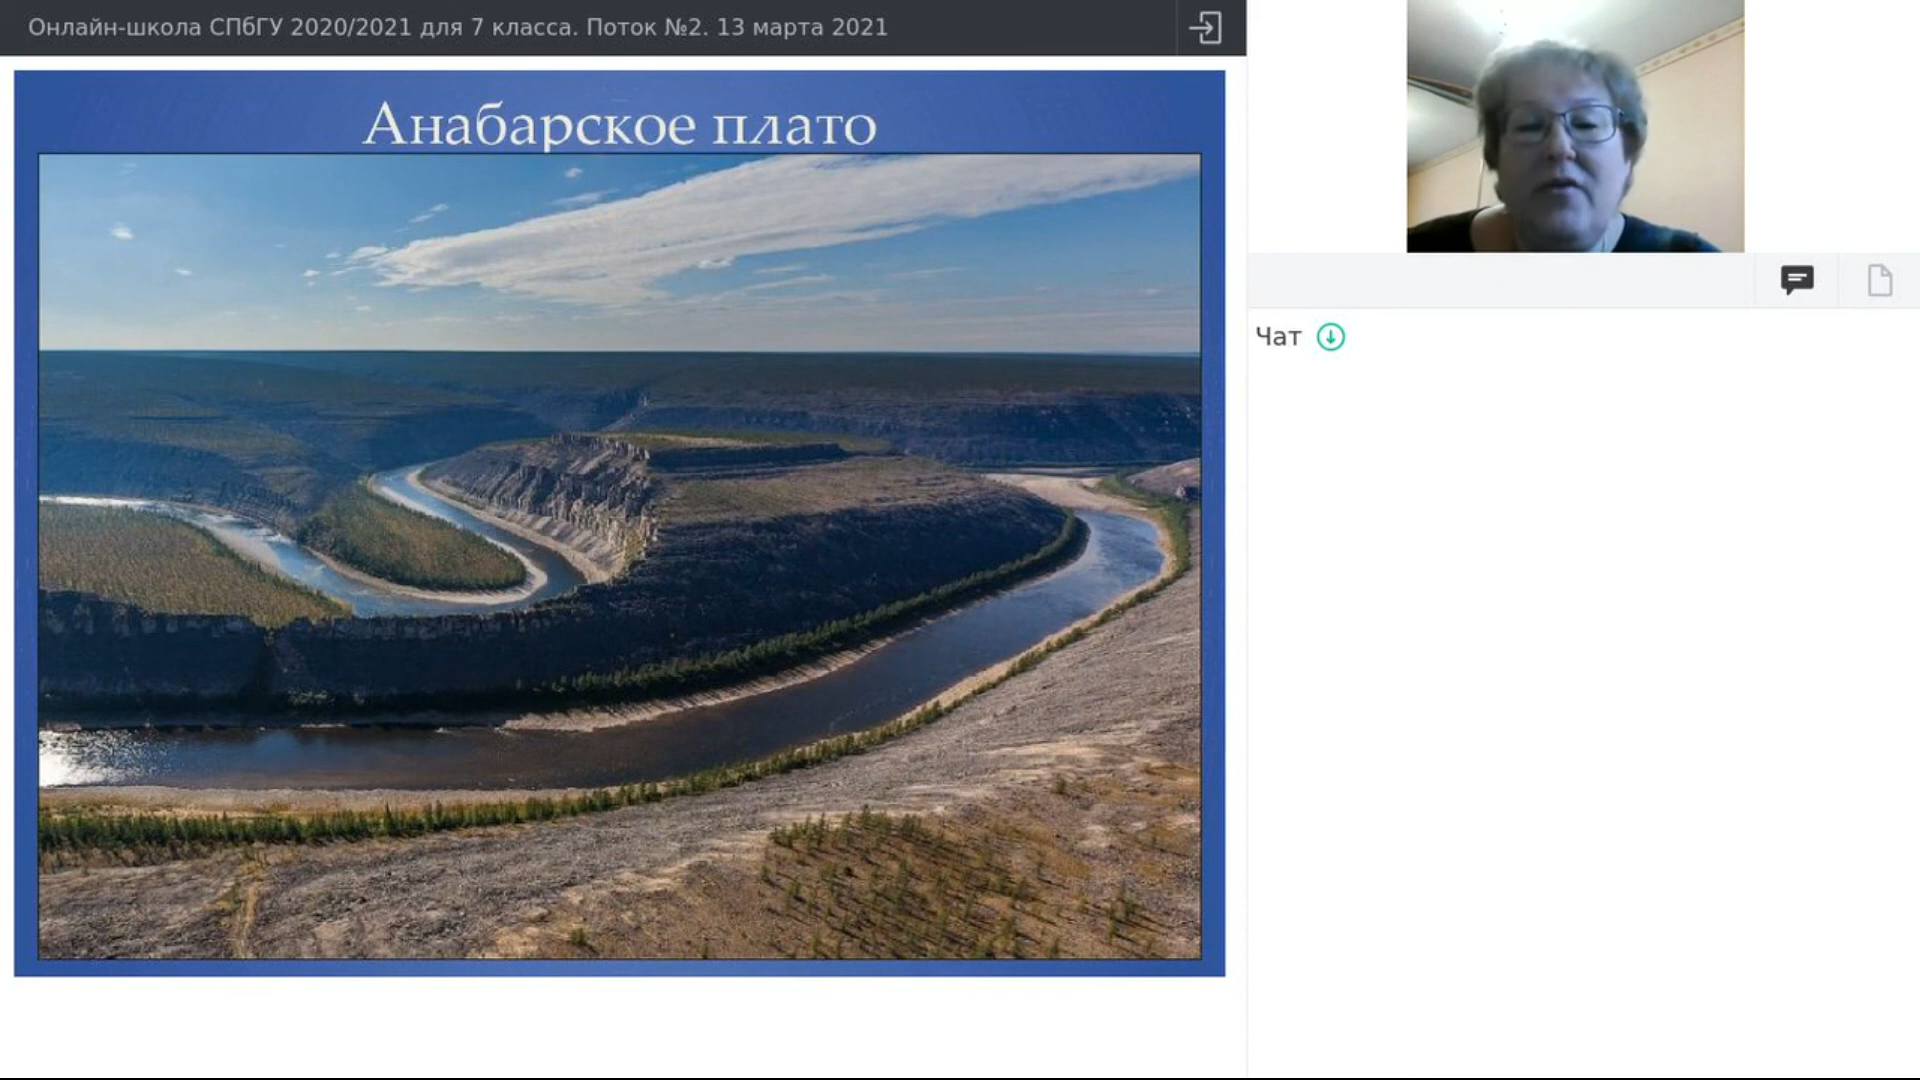 Онлайн-школа СПбГУ 2020/2021 для 7 класса. Поток №2. 13 марта 2021
Анабарское плато
Чат